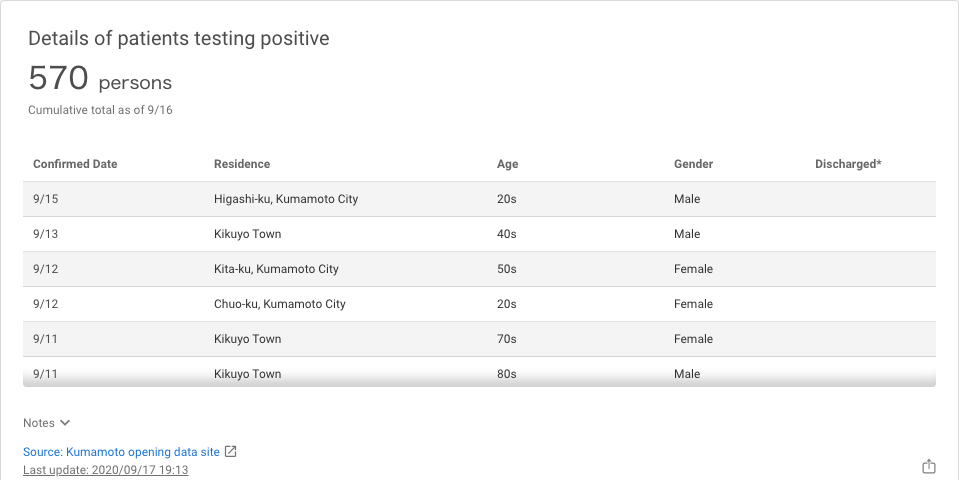 Details of patients testing positive
570 persons
Cumulative total as of 9/16
Confirmed Date Residence Age Gender Discharged*
9/15 Higashi-ku, Kumamoto City 20s Male
9/13 Kikuyo Town 40s Male
9/12 Kita-ku, Kumamoto City 50s Female
9/12 Chuo-ku, Kumamoto City 20s Female
9/11 Kikuyo Town 70s Female
9/11 Kikuyo Town 80s Male
Notes
Source: Kumamoto opening data site
Last update: 2020/09/17 19:13